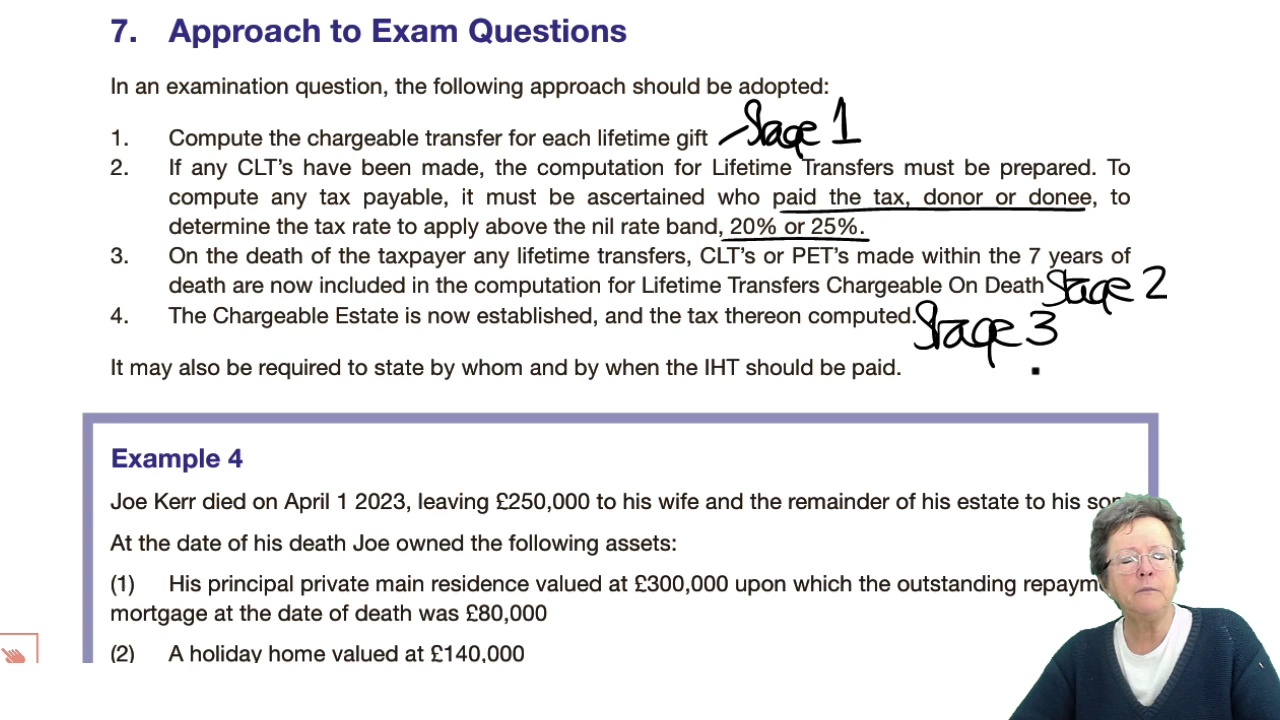 7. Approach to Exam Questions
In an examination question, the following approach should be adopted:
1. Compute the chargeable transfer for each lifetime gift Stage 1
2. If any CLT's have been made, the computation for Lifetime Transfers must be prepared. To
compute any tax payable, it must be ascertained who paid the tax, donor or donee, to
determine the tax rate to apply above the nil rate band, 20% or 25%.
3. On the death of the taxpayer any lifetime transfers, CLT's or PET's made within the 7 years of
death are now included in the computation for Lifetime Transfers Chargeable On Death Stage 2
4. The Chargeable Estate is now established, and the tax thereon computed. Stage 3
It may also be required to state by whom and by when the IHT should be paid.
Example 4
Joe Kerr died on April 1 2023, leaving £250,000 to his wife and the remainder of his estate to his
At the date of his death Joe owned the following assets:
(1) His principal private main residence valued at £300,000 upon which the outstanding
mortgage at the date of death was £80,000
(2) A holiday home valued at £140,000